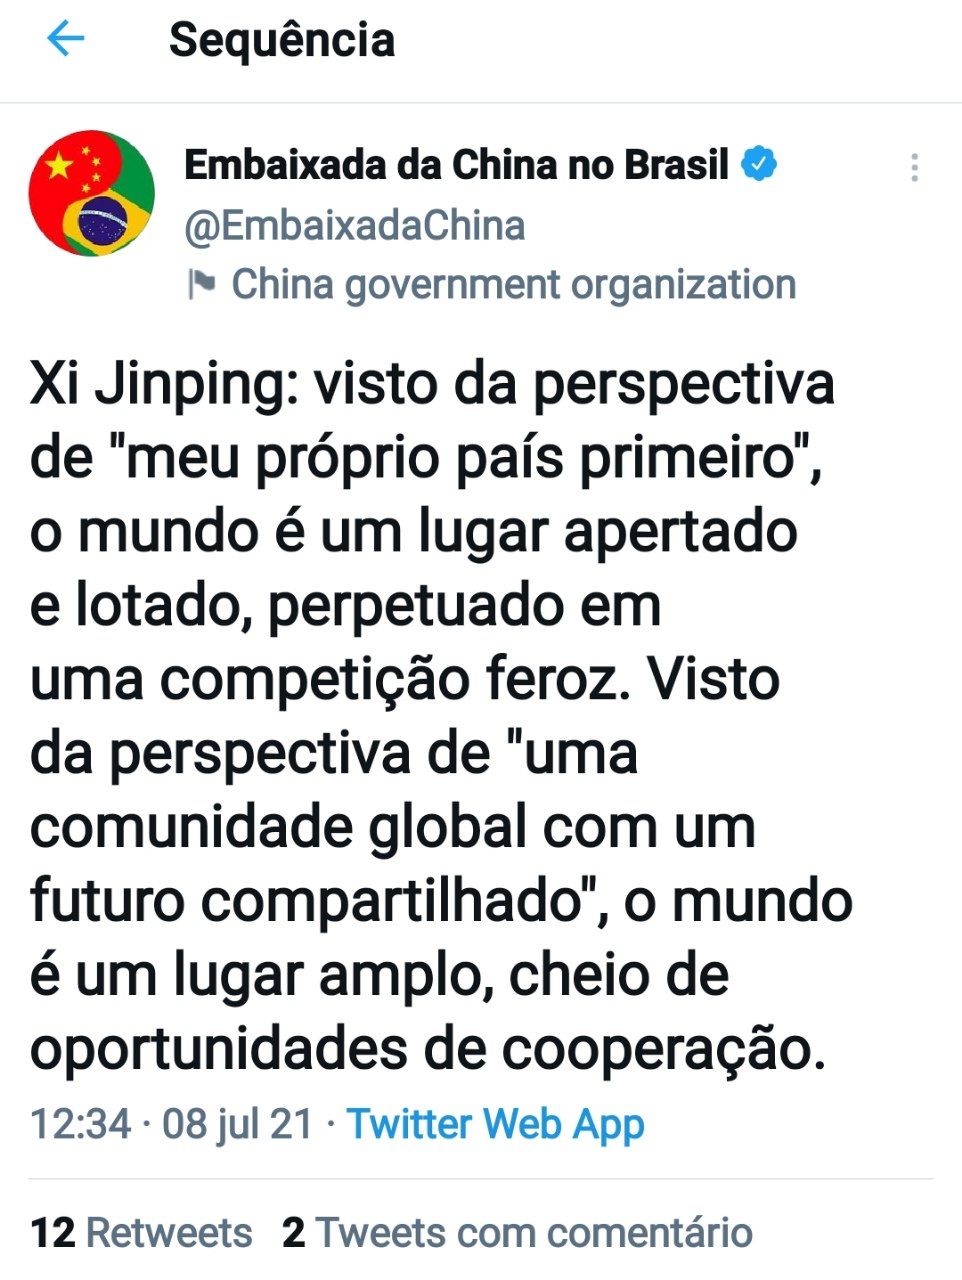 Sequência
Embaixada da China no Brasil
@EmbaixadaChina
China government organization
Xi Jinping: visto da perspectiva
de "meu próprio país primeiro",
o mundo é um lugar apertado
e lotado, perpetuado em
uma competição feroz. Visto
da perspectiva de "uma
comunidade global com um
futuro compartilhado", o mundo
é um lugar amplo, cheio de
oportunidades de cooperação.
12:34 · 08 jul 21 · Twitter Web App
12 Retweets 2 Tweets com comentário